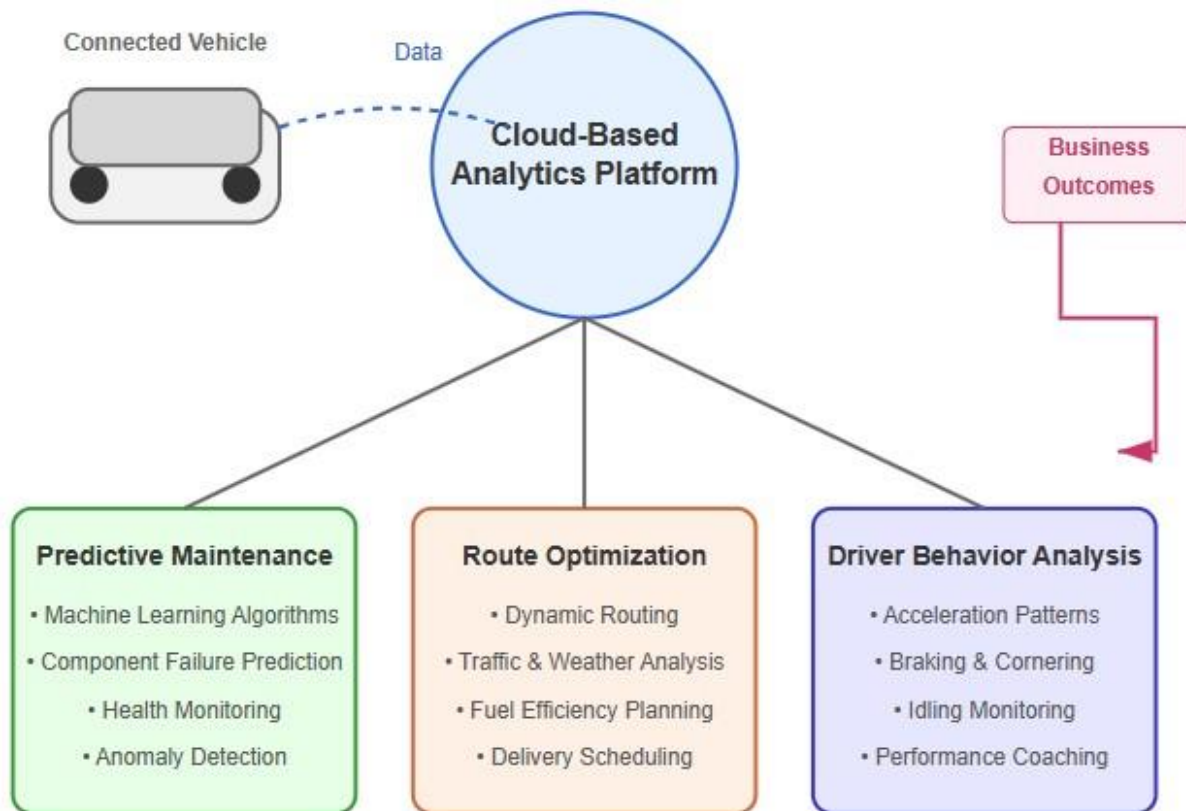 Connected Vehicle
Data
Cloud-Based
Analytics Platform
Business
Outcomes
Predictive Maintenance
• Machine Learning Algorithms
• Component Failure Prediction
• Health Monitoring
• Anomaly Detection
Route Optimization
• Dynamic Routing
• Traffic & Weather Analysis
• Fuel Efficiency Planning
• Delivery Scheduling
Driver Behavior Analysis
• Acceleration Patterns
• Braking & Cornering
• Idling Monitoring
• Performance Coaching